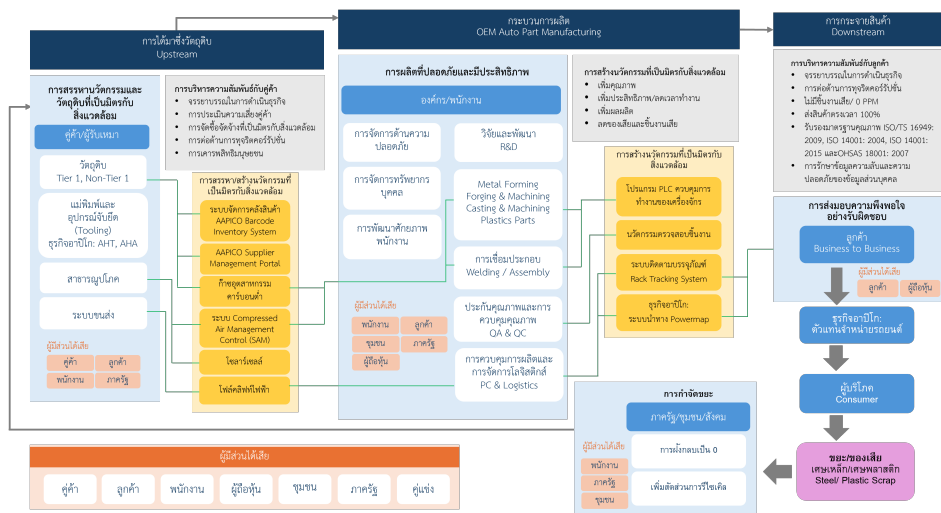 การได้มาซึ่งวัตถุดิบ
Upstream
กระบวนการผลิต
OEM Auto Part Manufacturing
การกระจายสินค้า
Downstream
การสรรหานวัตกรรมและ
วัตถุดิบที่เป็นมิตรกับ
สิ่งแวดล้อม
คู่ค้า/ผู้รับเหมา
วัตถุดิบ
Tier 1, Non-Tier 1
แม่พิมพ์และ
อุปกรณ์จับยึด
(Tooling)
ธุรกิจอาปิโก: AHT, AHA
สาธารณูปโภค
ระบบขนส่ง
ผู้มีส่วนได้เสีย
คู่ค้า
ลูกค้า
พนักงาน
ภาครัฐ
การบริหารความสัมพันธ์กับคู่ค้า
• จรรยาบรรณในการดำเนินธุรกิจ
• การประเมินความเสี่ยงคู่ค้า
• การจัดซื้อจัดจ้างที่เป็นมิตรกับสิ่งแวดล้อม
• การต่อต้านการทุจริตคอร์รัปชั่น
• การเคารพสิทธิมนุษยชน
การสรรหา/สร้างนวัตกรรมที่
เป็นมิตรกับสิ่งแวดล้อม
ระบบจัดการคลังสินค้า
AAPICO Barcode
Inventory System
AAPICO Supplier
Management Portal
ก๊าซอุตสาหกรรม
คาร์บอนต่ำ
ระบบ Compressed
Air Management
Control (SAM)
โซลาร์เซลล์
โฟล์คลิฟท์ไฟฟ้า
การผลิตที่ปลอดภัยและมีประสิทธิภาพ
องค์กร/พนักงาน
การจัดการด้านความ
ปลอดภัย
การจัดการทรัพยากร
บุคคล
การพัฒนาศักยภาพ
พนักงาน
ผู้มีส่วนได้เสีย
พนักงาน
ลูกค้า
ชุมชน
ภาครัฐ
ผู้ถือหุ้น
วิจัยและพัฒนา
R&D
Metal Forming
Forging & Machining
Casting & Machining
Plastics Parts
การเชื่อมประกอบ
Welding / Assembly
ประกันคุณภาพและการ
ควบคุมคุณภาพ
QA & QC
การควบคุมการผลิตและ
การจัดการโลจิสติกส์
PC & Logistics
การสร้างนวัตกรรมที่เป็นมิตรกับสิ่งแวดล้อม
• เพิ่มคุณภาพ
• เพิ่มประสิทธิภาพ/ลดเวลาทำงาน
• เพิ่มผลผลิต
• ลดของเสียและชิ้นงานเสีย
การสร้างนวัตกรรมที่เป็นมิตรกับ
สิ่งแวดล้อม
โปรแกรม PLC ควบคุมการ
ทำงานของเครื่องจักร
นวัตกรรมตรวจสอบชิ้นงาน
ระบบติดตามบรรจุภัณฑ์
Rack Tracking System
ธุรกิจอาปิโก:
ระบบนำทาง Powermap
การบริหารความสัมพันธ์กับลูกค้า
• จรรยาบรรณในการดำเนินธุรกิจ
• การต่อต้านการทุจริตคอร์รัปชั่น
• ไม่มีชิ้นงานเสีย/ 0 PPM
• ส่งสินค้าตรงเวลา 100%
• รับรองมาตรฐานคุณภาพ ISO/TS 16949:
2009, ISO 14001: 2004, ISO 14001:
2015 และOHSAS 18001: 2007
• การรักษาข้อมูลความลับและความ
ปลอดภัยของข้อมูลส่วนบุคคล
การส่งมอบความพึงพอใจ
อย่างรับผิดชอบ
ลูกค้า
Business to Business
ผู้มีส่วนได้เสีย
ลูกค้า
ผู้ถือหุ้น
ธุรกิจอาปิโก:
ตัวแทนจำหน่ายรถยนต์
ผู้บริโภค
Consumer
ขยะ/ของเสีย
เศษเหล็ก/เศษพลาสติก
Steel/ Plastic Scrap
การกำจัดขยะ
ภาครัฐ/ชุมชน/สังคม
ผู้มีส่วนได้เสีย
พนักงาน
ภาครัฐ
ชุมชน
การฝังกลบเป็น 0
เพิ่มสัดส่วนการรีไซเคิล
ผู้มีส่วนได้เสีย
คู่ค้า
ลูกค้า
พนักงาน
ผู้ถือหุ้น
ชุมชน
ภาครัฐ
คู่แข่ง